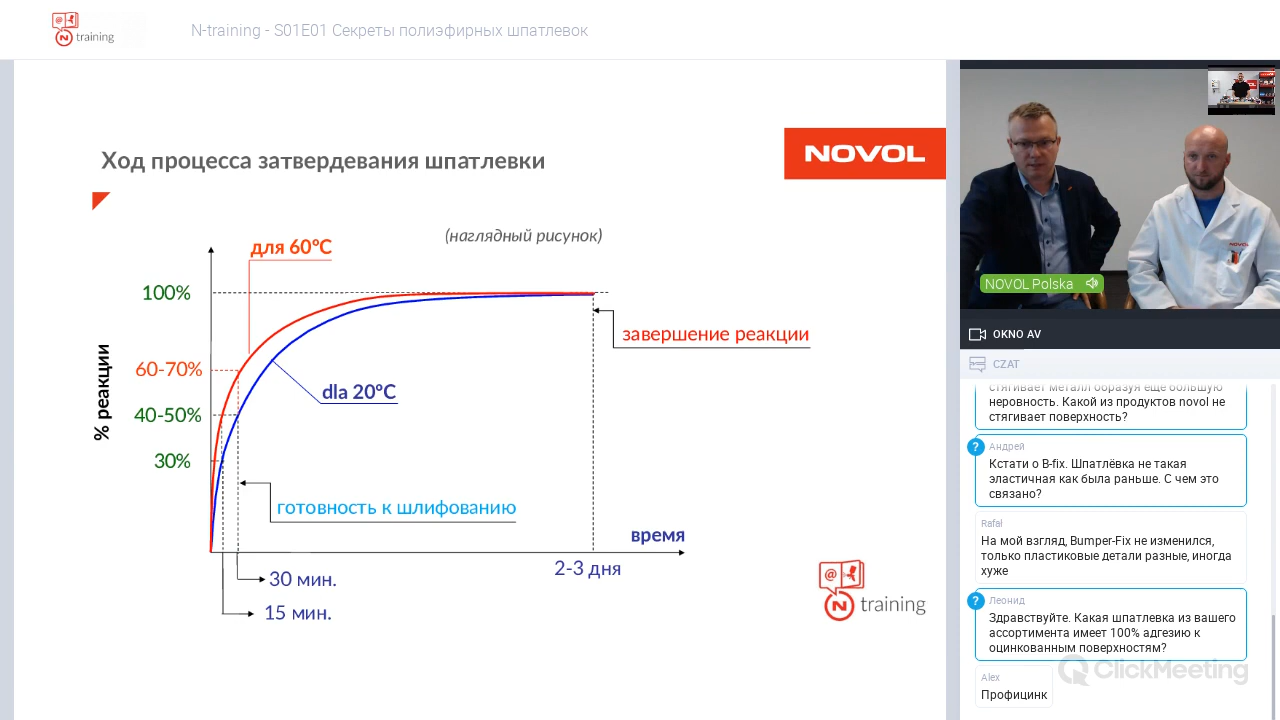 @
N training
N-training - S01E01 Секреты полиэфирных шпатлевок
Ход процесса затвердевания шпатлевки
NOVOL
(наглядный рисунок)
для 60°C
100%
завершение реакции
60-70%
% реакции
dla 20°C
40-50%
30%
готовность к шлифованию
время
30 мин.
2-3 дня
15 мин.
@
N training
NOVOL
NOVOL Polska
OKNO AV
CZAT
стягивает металл образуя еще большую
неровность. Какой из продуктов novol не
стягивает поверхность?
?
Андрей
Кстати о B-fix. Шпатлёвка не такая
эластичная как была раньше. С чем это
связано?
Rafał
На мой взгляд, Bumper-Fix не изменился,
только пластиковые детали разные, иногда
хуже
?
Леонид
Здравствуйте. Какая шпатлевка из вашего
ассортимента имеет 100% адгезию к
оцинкованным поверхностям?
ClickMeeting
Alex
Профицинк